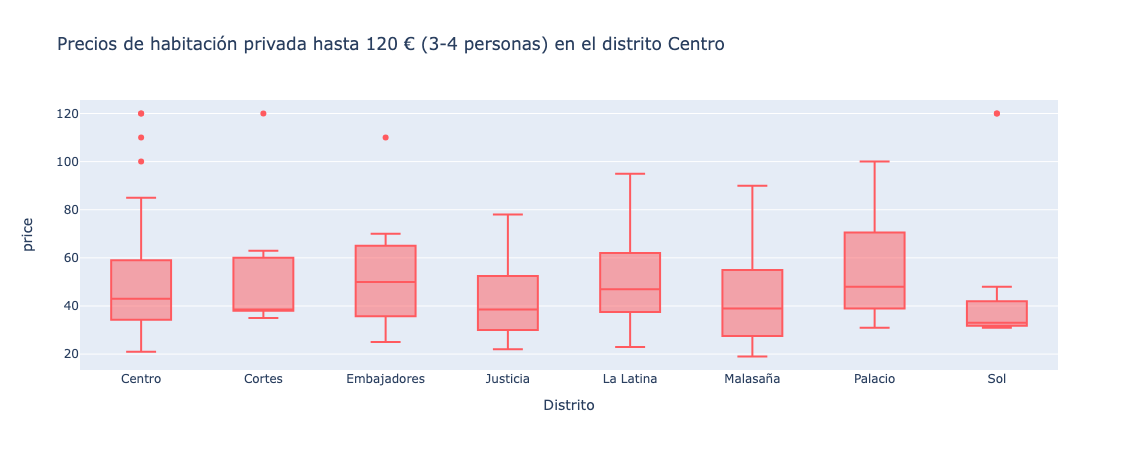 Precios de habitación privada hasta 120 € (3-4 personas) en el distrito Centro
price
120
100
80
60
40
20
Centro Cortes Embajadores Justicia La Latina Malasaña Palacio Sol
Distrito